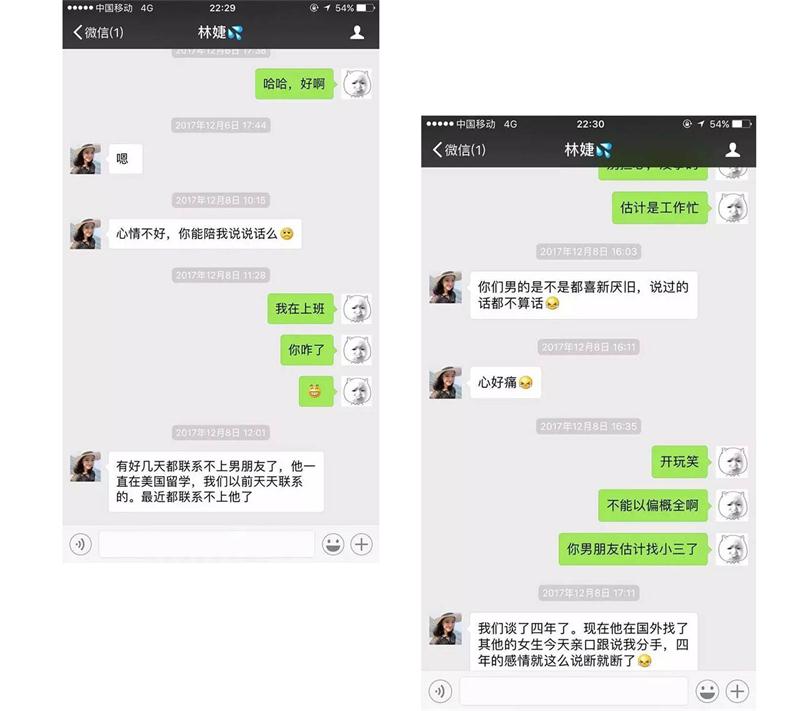 中国移动 4G 22:29 54%
微信(1) 林婕
2017年12月6日 17:38
哈哈，好啊
2017年12月6日 17:44
嗯
2017年12月8日 10:15
心情不好，你能陪我说说话么
2017年12月8日 11:28
我在上班
你咋了
2017年12月8日 12:01
有好几天都联系不上男朋友了，他一
直在美国留学，我们以前天天联系
的。最近都联系不上他了
中国移动 4G 22:30 54%
微信(1) 林婕
估计是工作忙
2017年12月8日 16:03
你们男的是不是都喜新厌旧，说过的
话都不算话
2017年12月8日 16:11
心好痛
2017年12月8日 16:35
开玩笑
不能以偏概全啊
你男朋友估计找小三了
2017年12月8日 17:11
我们谈了四年了。现在他在国外找了
其他的女生今天亲口跟说我分手，四
年的感情就这么说断就断了